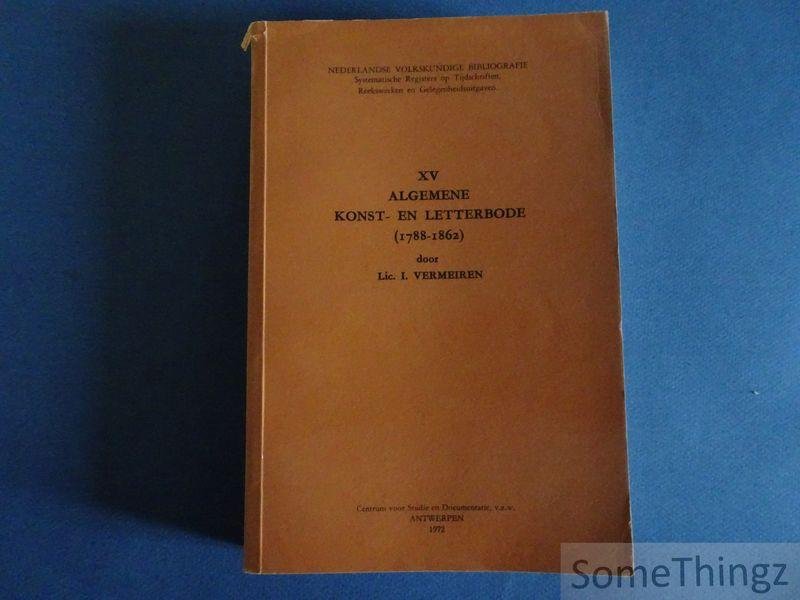 NEDERLANDSE VOLKSKUNDIGE BIBLIOGRAFIE
Systematische Registers op Tijdschriften,
Reekswerken en Gelegenheidsuitgaven.
XV
ALGEMENE
KONST- EN LETTERBODE
(1788-1862)
door
Lic. I. VERMEIREN
Centrum voor Studie en Documentatie, v.z.w.
ANTWERPEN
1972
SomeThingz